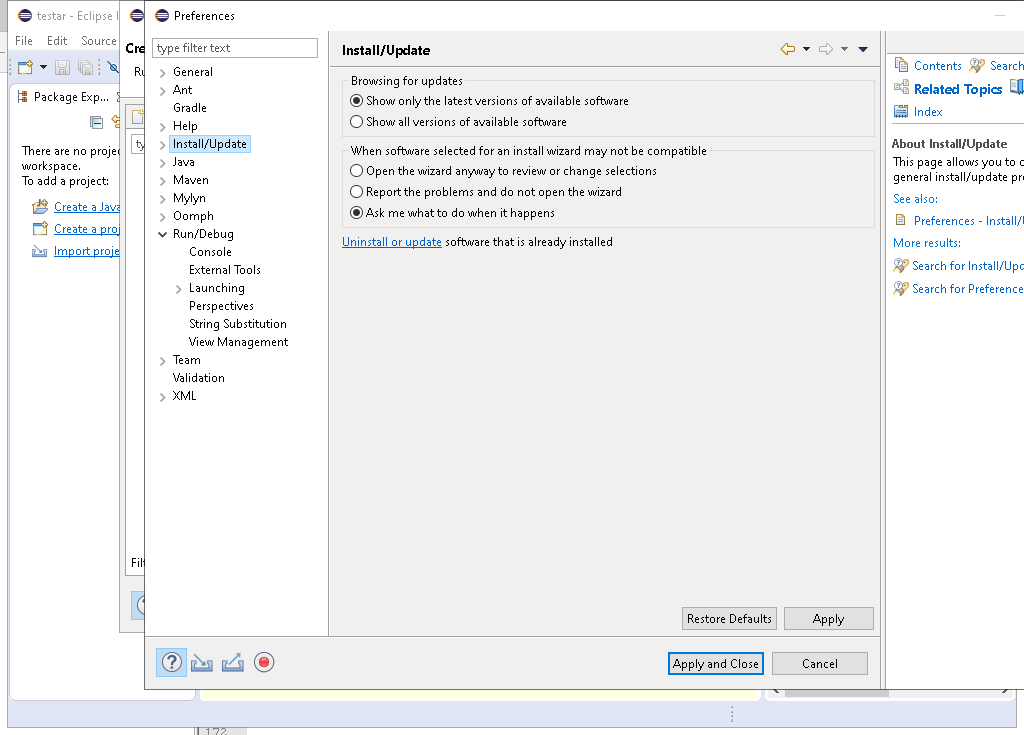 testar - Eclipse I
File Edit Source
Package Exp...
There are no proje
workspace.
To add a project:
Create a Java
Create a proj
Import proje
Cre
Ru
ty
Filt
Preferences
type filter text
General
Ant
Gradle
Help
Install/Update
Java
Maven
Mylyn
Oomph
Run/Debug
Console
External Tools
Launching
Perspectives
String Substitution
View Management
Team
Validation
XML
Install/Update
Browsing for updates
Show only the latest versions of available software
Show all versions of available software
When software selected for an install wizard may not be compatible
Open the wizard anyway to review or change selections
Report the problems and do not open the wizard
Ask me what to do when it happens
Uninstall or update software that is already installed
Restore Defaults
Apply
?
Apply and Close
Cancel
Contents Search
Related Topics
Index
About Install/Update
This page allows you to c
general install/update pr
See also:
Preferences - Install/
More results:
Search for Install/Upd
Search for Preference
172